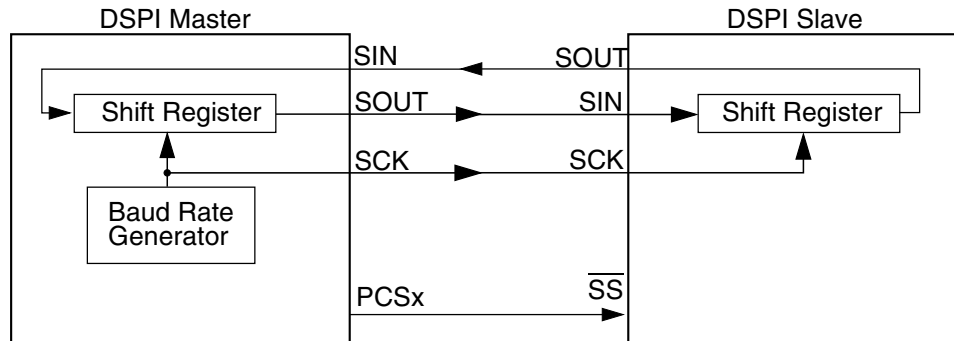 DSPI Master
DSPI Slave
SIN
SOUT
Shift Register
SOUT
SIN
Shift Register
SCK
SCK
Baud Rate
Generator
PCSx
SS